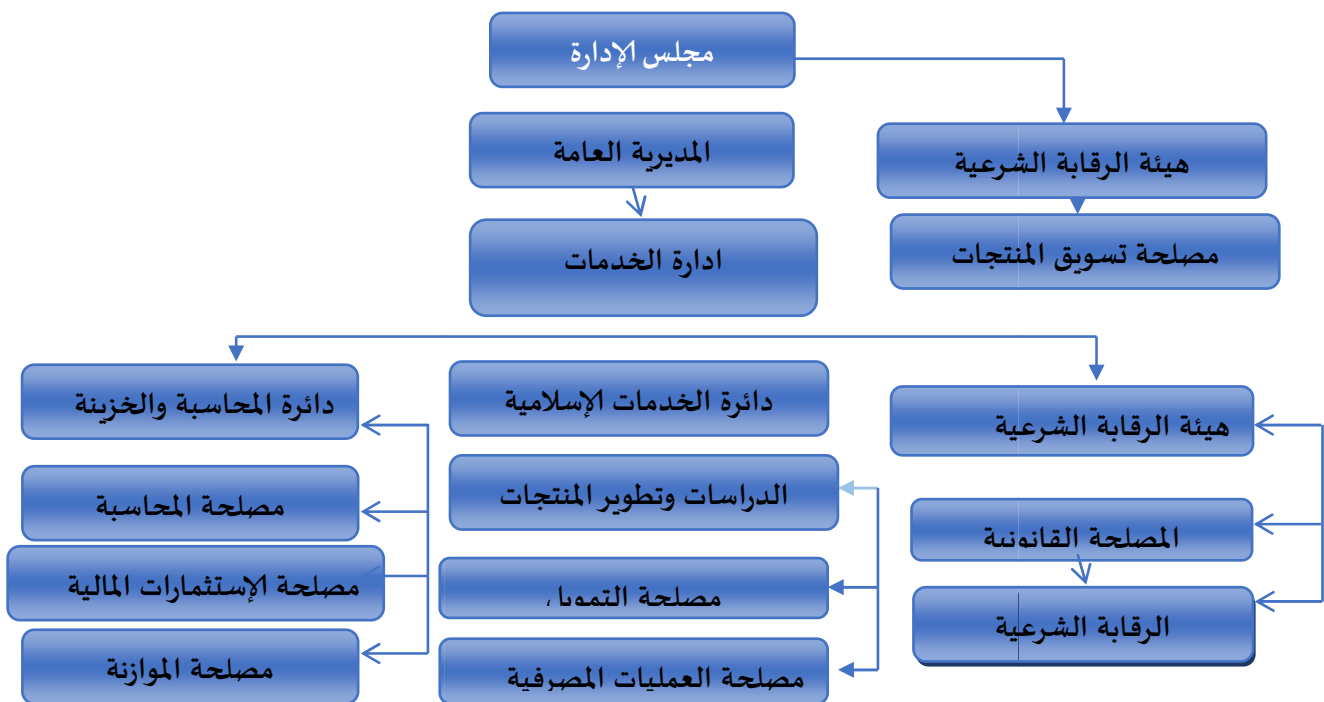 مجلس الإدارة
المديرية العامة
هيئة الرقابة الشرعية
ادارة الخدمات
مصلحة تسويق المنتجات
هيئة الرقابة الشرعية
دائرة الخدمات الإسلامية
دائرة المحاسبة والخزينة
المصلحة القانونية
الدراسات وتطوير المنتجات
مصلحة المحاسبة
الرقابة الشرعية
مصلحة التمويل
مصلحة الإستثمارات المالية
مصلحة العمليات المصرفية
مصلحة الموازنة